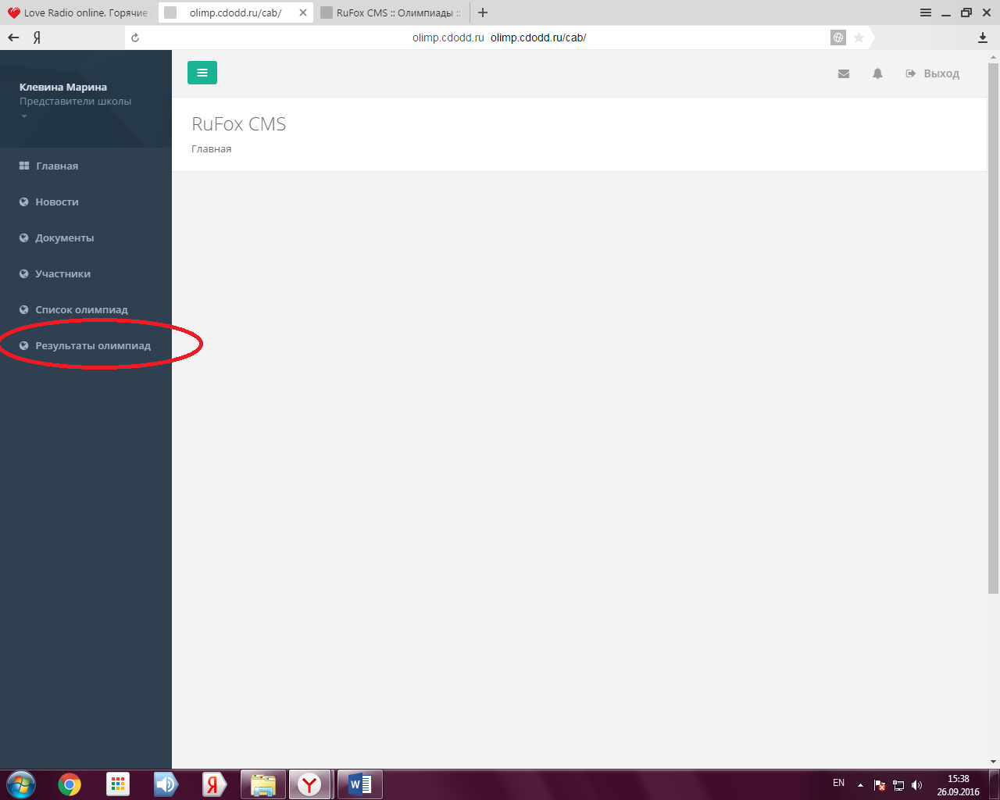 Love Radio online. Горячие
olimp.cdodd.ru/cab/
RuFox CMS :: Олимпиады ::
Я
olimp.cdodd.ru olimp.cdodd.ru/cab/
Клевина Марина
Представители школы
Выход
RuFox CMS
Главная
Главная
Новости
Документы
Участники
Список олимпиад
Результаты олимпиад
Я
Y
W
EN
15:38
26.09.2016